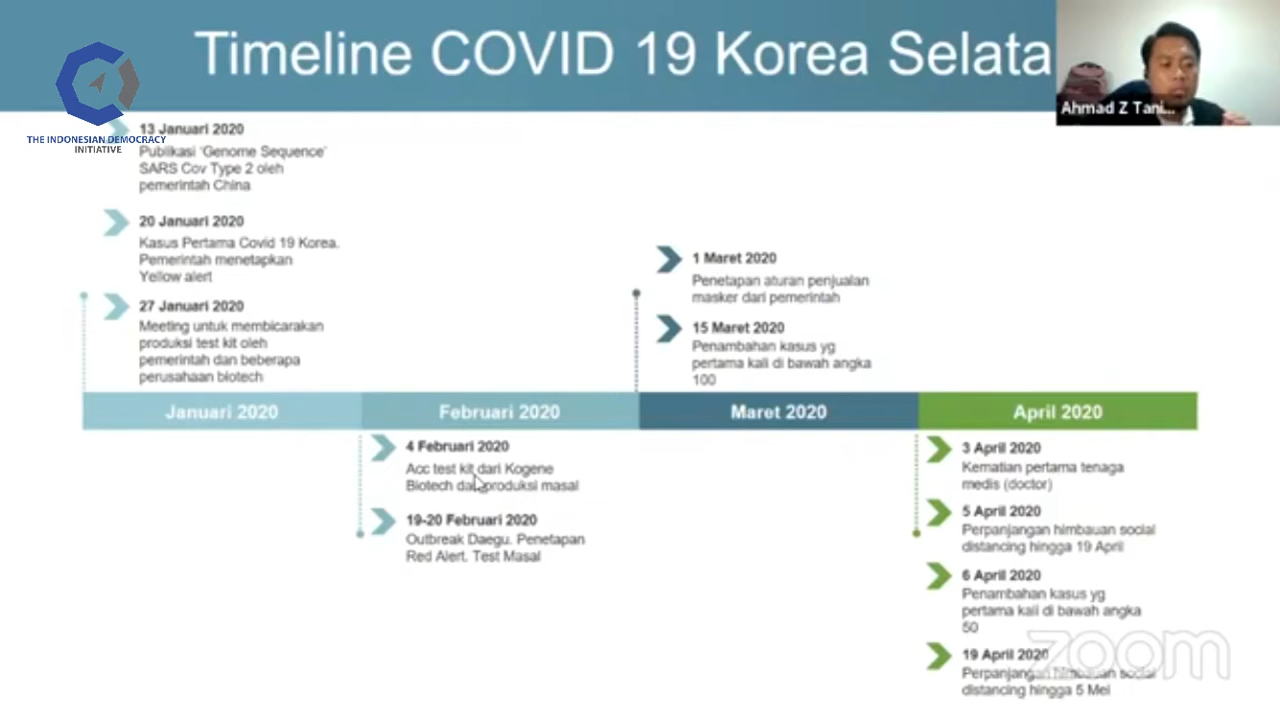 Timeline COVID 19 Korea Selata
Ahmad Z Tani...
THE INDONESIAN DEMOCRACY
INITIATIVE
13 Januari 2020
Publikasi 'Genome Sequence'
SARS Cov Type 2 oleh
pemerintah China
20 Januari 2020
Kasus Pertama Covid 19 Korea.
Pemerintah menetapkan
Yellow alert
27 Januari 2020
Meeting untuk membicarakan
produksi test kit oleh
pemerintah dan beberapa
perusahaan biotech
1 Maret 2020
Penetapan aturan penjualan
masker dari pemerintah
15 Maret 2020
Penambahan kasus yg
pertama kali di bawah angka
100
Januari 2020
Februari 2020
Maret 2020
April 2020
4 Februari 2020
Acc test kit dari Kogene
Biotech dan produksi masal
19-20 Februari 2020
Outbreak Daegu. Penetapan
Red Alert. Test Masal
3 April 2020
Kematian pertama tenaga
medis (doctor)
5 April 2020
Perpanjangan himbauan social
distancing hingga 19 April
6 April 2020
Penambahan kasus yg
pertama kali di bawah angka
50
19 April 2020
Perpanjangan himbauan social
distancing hingga 5 Mei
zoom